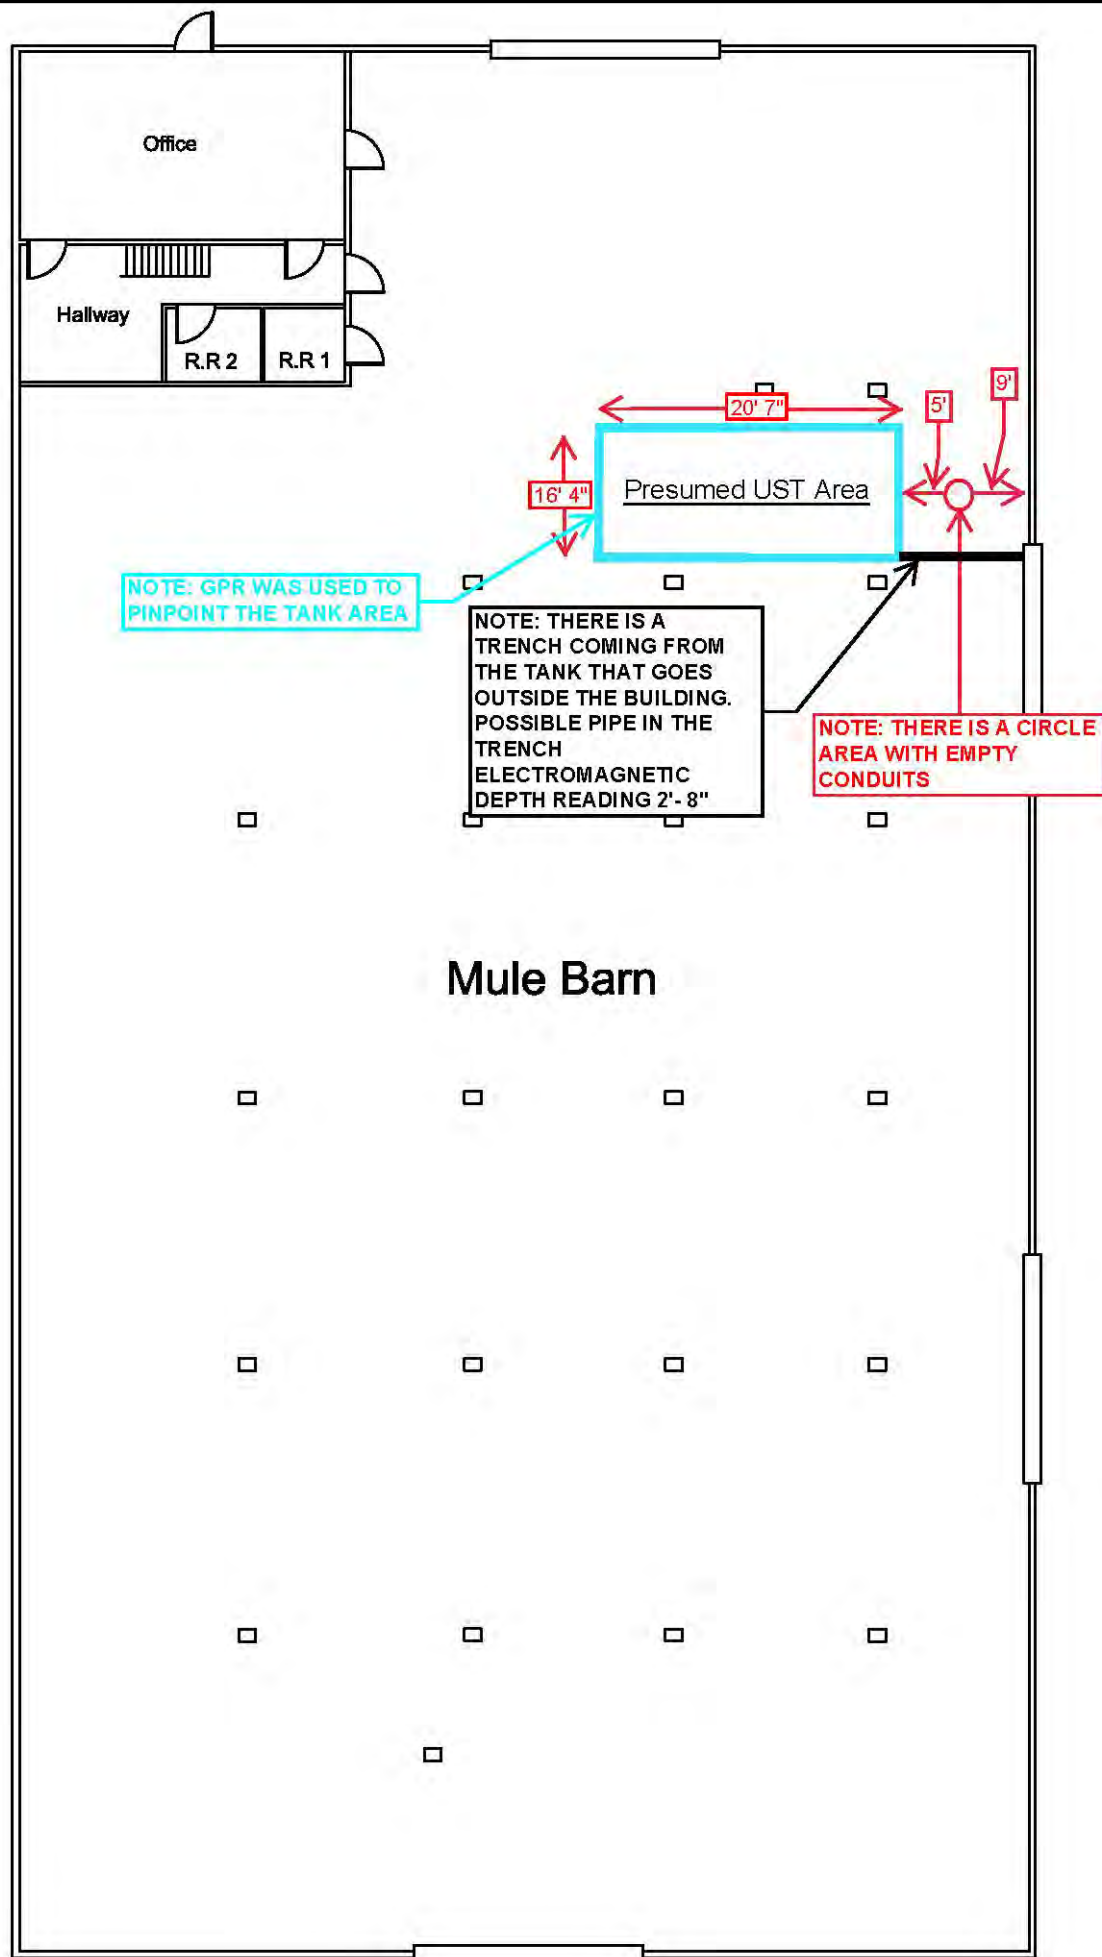 Office
Hallway
R.R 2
R.R 1
9'
5'
20' 7"
16' 4"
Presumed UST Area
NOTE: GPR WAS USED TO
PINPOINT THE TANK AREA
NOTE: THERE IS A
TRENCH COMING FROM
THE TANK THAT GOES
OUTSIDE THE BUILDING.
POSSIBLE PIPE IN THE
TRENCH
ELECTROMAGNETIC
DEPTH READING 2'- 8"
NOTE: THERE IS A CIRCLE
AREA WITH EMPTY
CONDUITS
Mule Barn